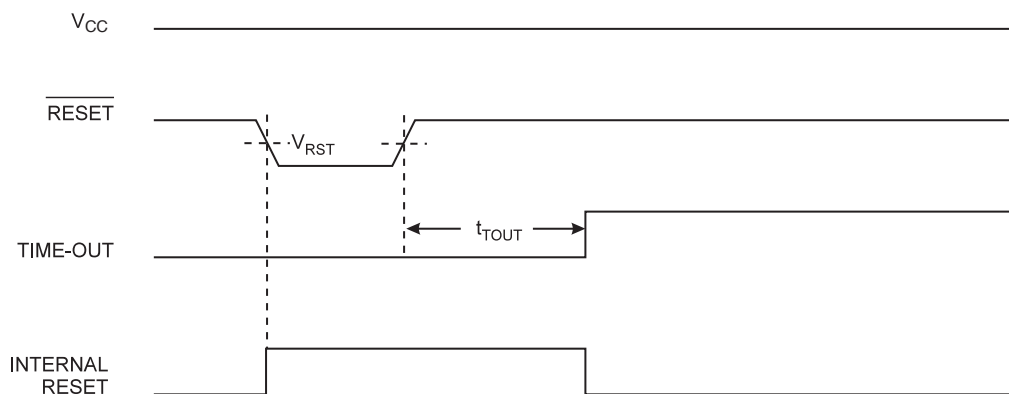 VCC
RESET
VRST
tTOUT
TIME-OUT
INTERNAL
RESET